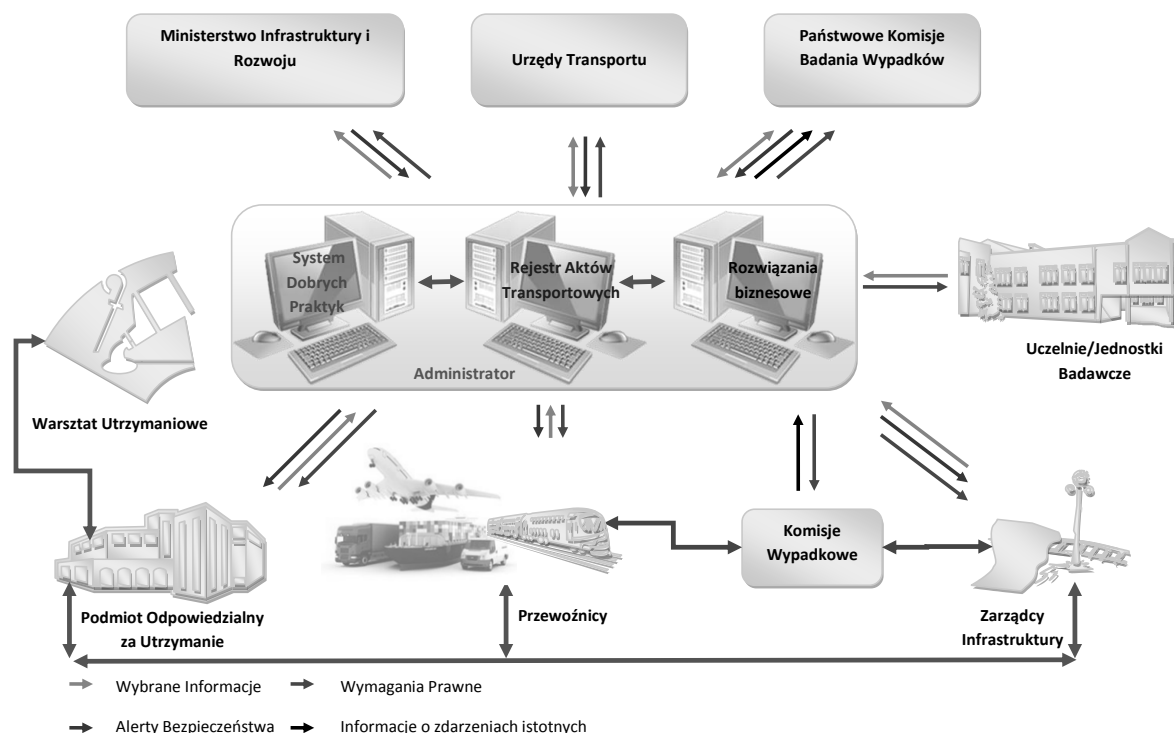 Ministerstwo Infrastruktury i
Rozwoju
Urzędy Transportu
Państwowe Komisje
Badania Wypadków
System
Dobrych
Praktyk
Rejestr Aktów
Transportowych
Rozwiązania
biznesowe
Administrator
Uczelnie/Jednostki
Badawcze
Warsztat Utrzymaniowe
Komisje
Wypadkowe
Podmiot Odpowiedzialny
za Utrzymanie
Przewoźnicy
Zarządcy
Infrastruktury
Wybrane Informacje
Wymagania Prawne
Alerty Bezpieczeństwa
Informacje o zdarzeniach istotnych